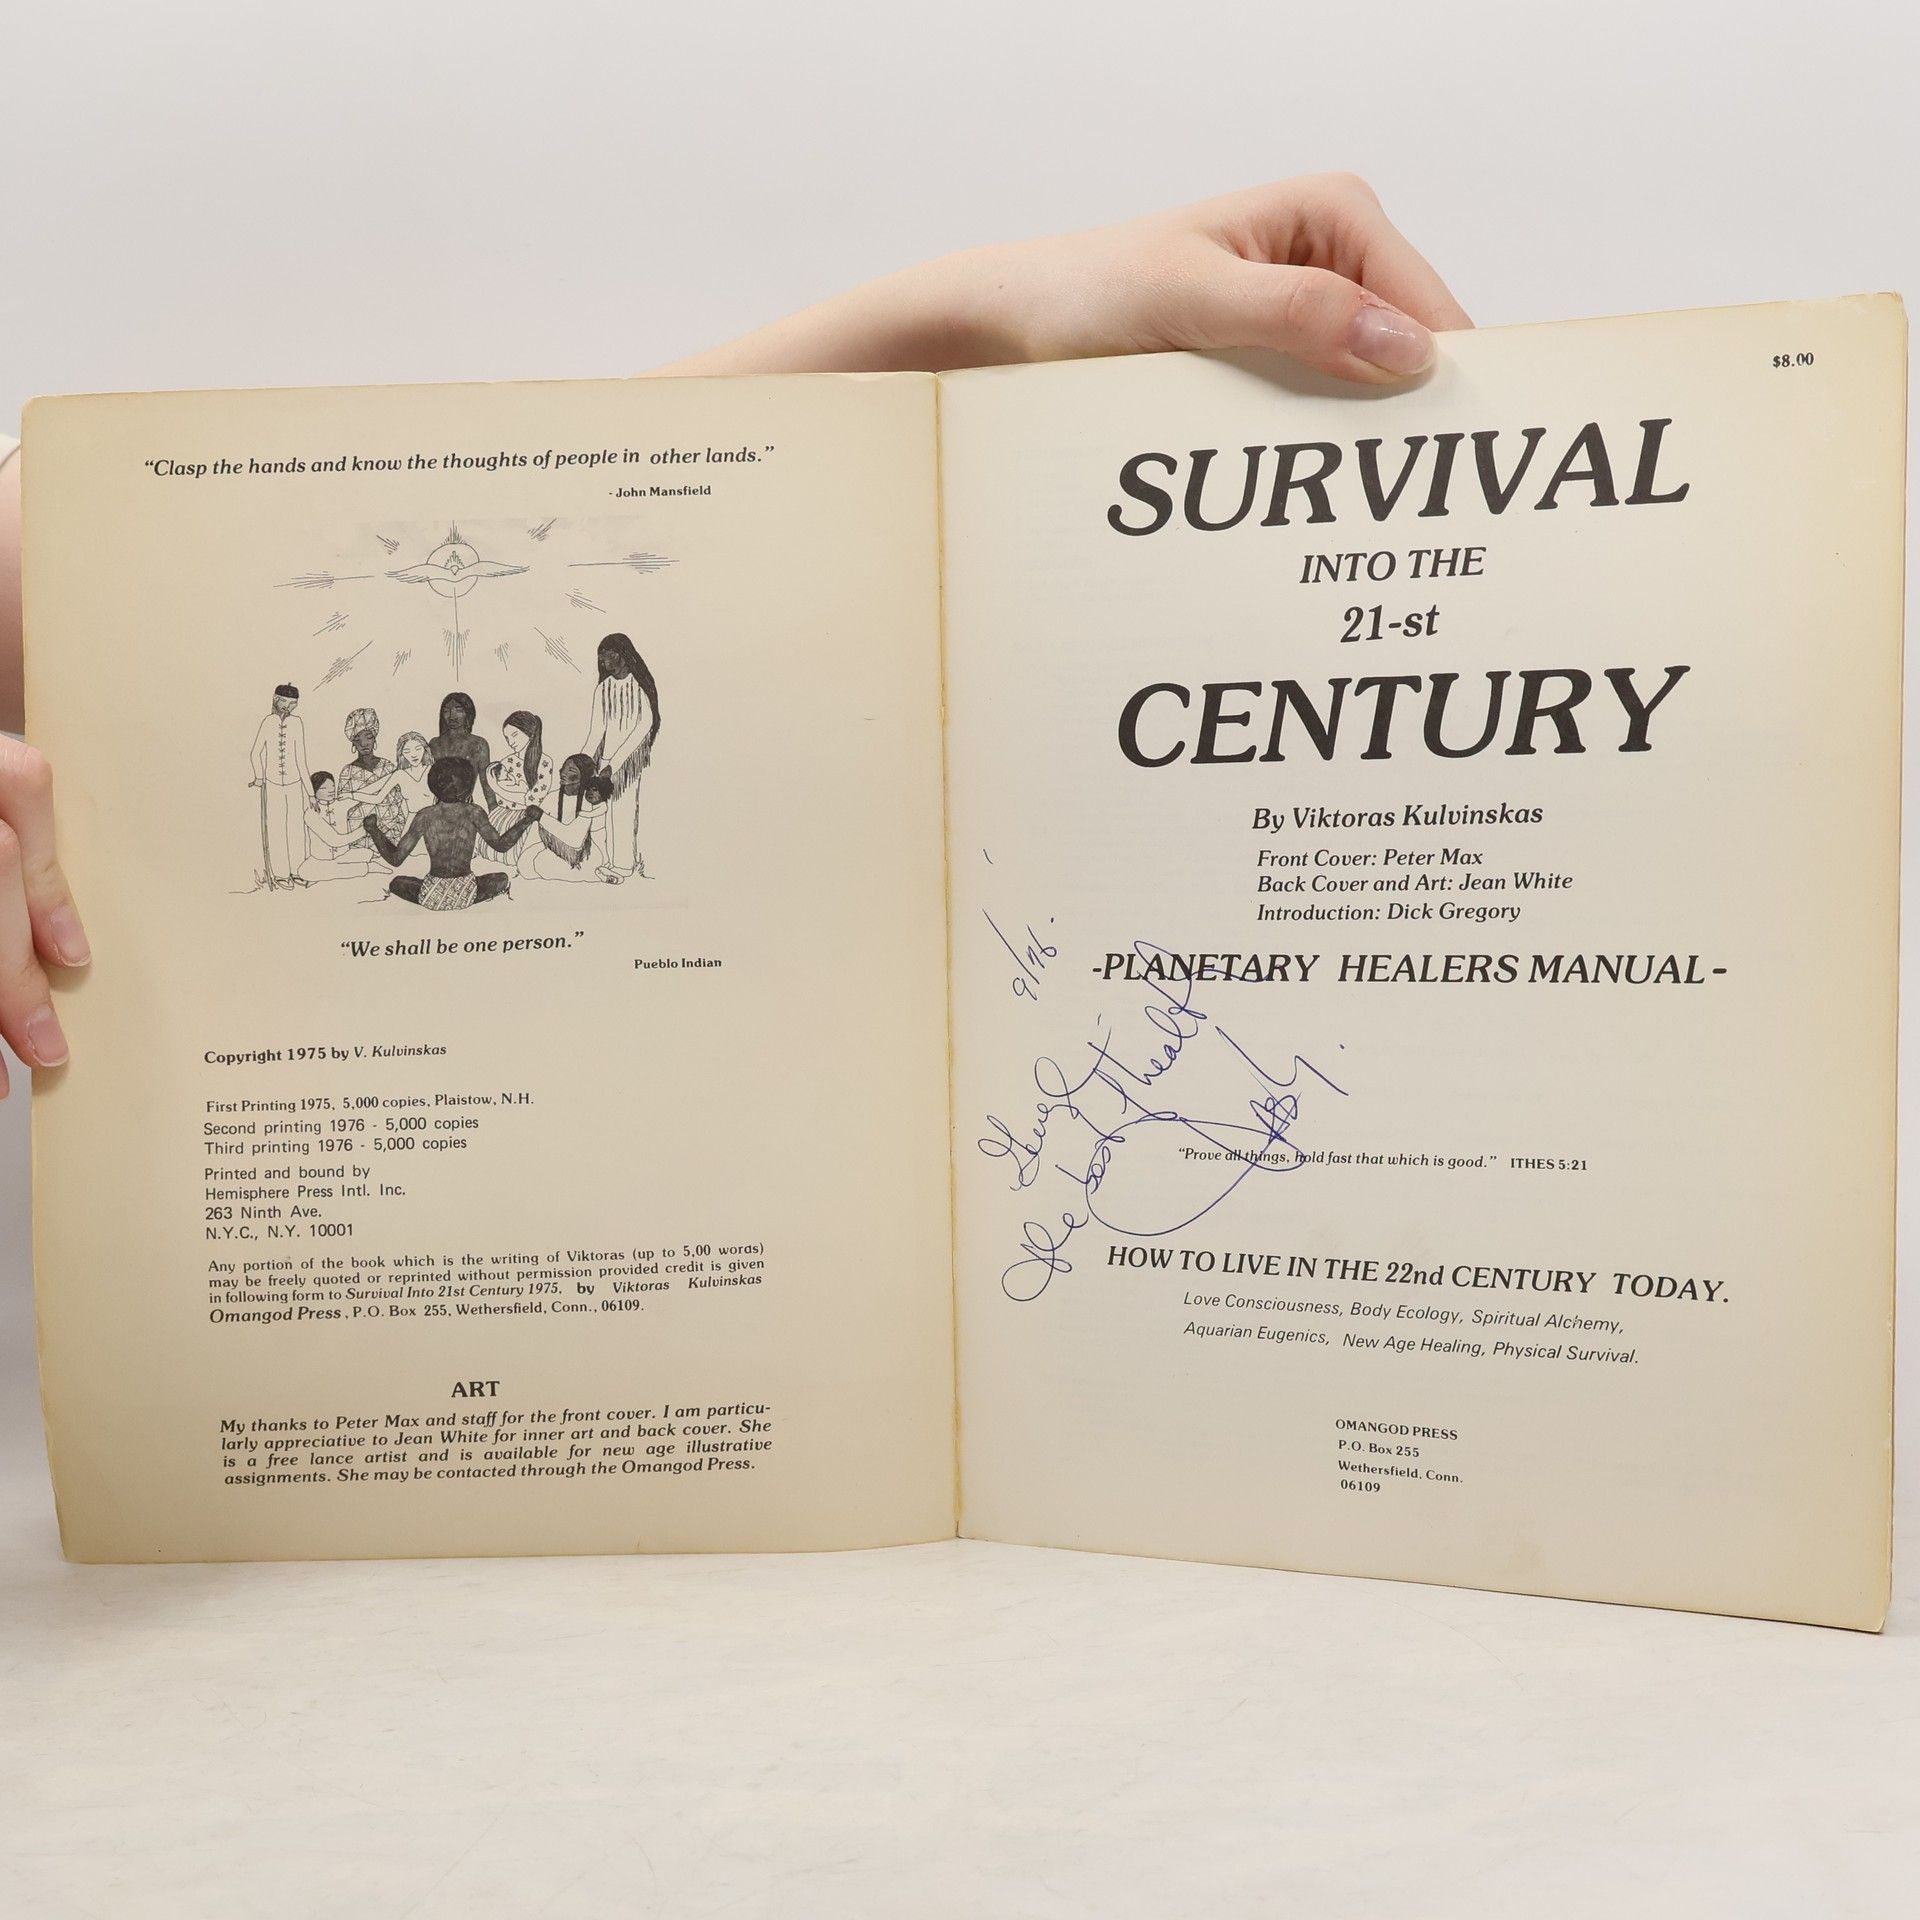 “Clasp the hands and know the thoughts of people in other lands.”
- John Mansfield
“We shall be one person.”
Pueblo Indian
Copyright 1975 by V. Kulvinskas
First Printing 1975, 5,000 copies, Plaistow, N.H.
Second printing 1976 - 5,000 copies
Third printing 1976 - 5,000 copies
Printed and bound by
Hemisphere Press Intl. Inc.
263 Ninth Ave.
N.Y.C., N.Y. 10001
Any portion of the book which is the writing of Viktoras (up to 5,00 words)
may be freely quoted or reprinted without permission provided credit is given
in following form to Survival Into 21st Century 1975, by Viktoras Kulvinskas
Omangod Press, P.O. Box 255, Wethersfield, Conn., 06109.
ART
My thanks to Peter Max and staff for the front cover. I am particu-
larly appreciative to Jean White for inner art and back cover. She
is a free lance artist and is available for new age illustrative
assignments. She may be contacted through the Omangod Press.
$8.00
SURVIVAL
INTO THE
21-st
CENTURY
By Viktoras Kulvinskas
Front Cover: Peter Max
Back Cover and Art: Jean White
Introduction: Dick Gregory
-PLANETARY HEALERS MANUAL-
9/76.
best health
“Prove all things, hold fast that which is good.” ITHES 5:21
HOW TO LIVE IN THE 22nd CENTURY TODAY.
Love Consciousness, Body Ecology, Spiritual Alchemy,
Aquarian Eugenics, New Age Healing, Physical Survival.
OMANGOD PRESS
P.O. Box 255
Wethersfield, Conn.
06109